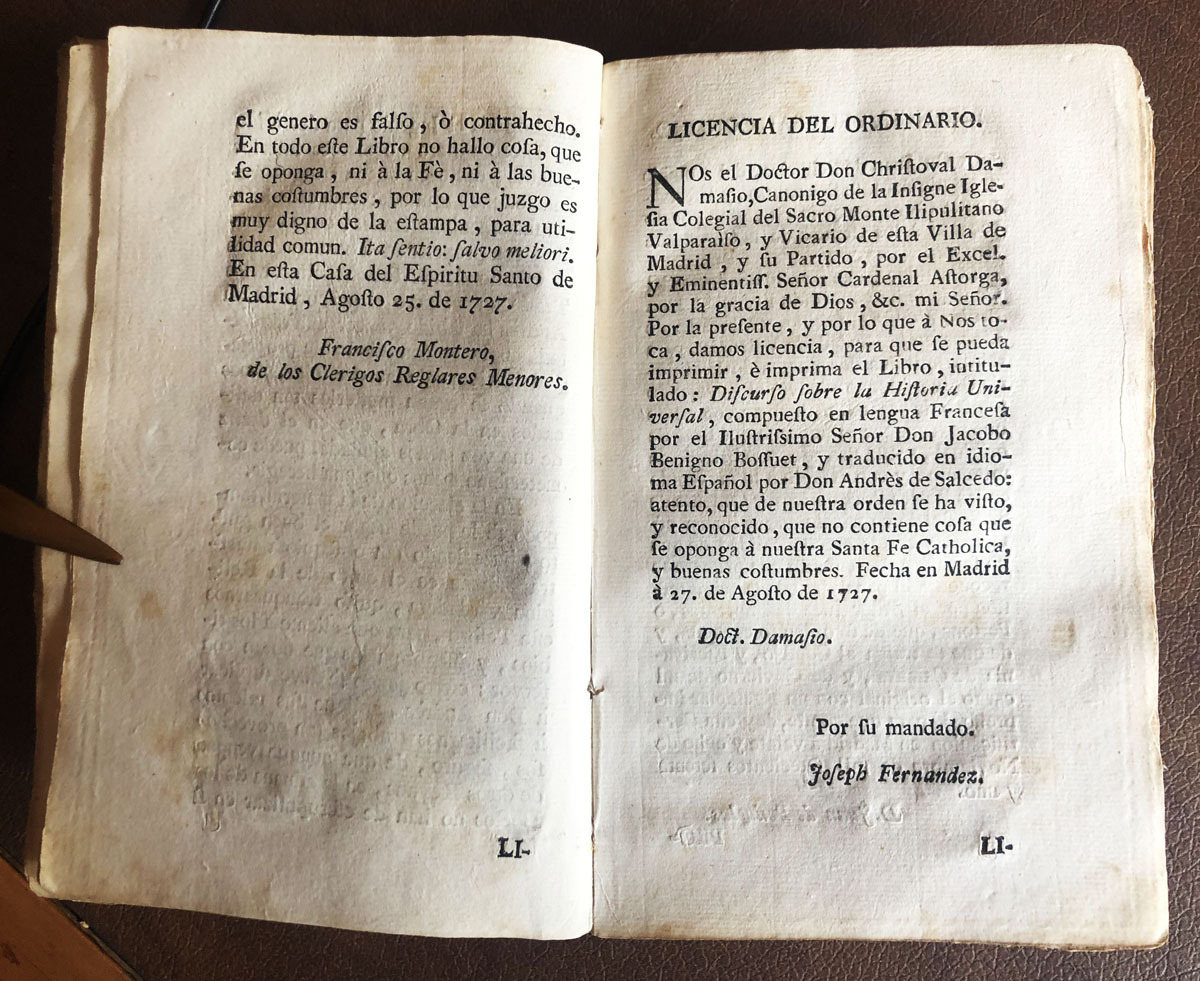 el genero es falſo, ò contrahecho.
En todo eſte Libro no hallo coſa, que
ſe oponga, ni à la Fè, ni à las bue-
nas coſtumbres, por lo que juzgo es
muy digno de la eſtampa, para uti-
lidad comun. Ita ſentio: ſalvo meliori.
En eſta Caſa del Eſpiritu Santo de
Madrid, Agoſto 25. de 1727.
Franciſco Montero,
de los Clerigos Reglares Menores.
LI-
LICENCIA DEL ORDINARIO.
NOs el Doctor Don Chriſtoval Da-
maſio, Canonigo de la Inſigne Igle-
ſia Colegial del Sacro Monte Ilipulitano
Valparaìſo, y Vicario de eſta Villa de
Madrid, y ſu Partido, por el Excel.
y Eminentiſſ. Señor Cardenal Aſtorga,
por la gracia de Dios, &c. mi Señor.
Por la preſente, y por lo que à Nos to-
ca, damos licencia, para que ſe pueda
imprimir, è imprima el Libro, intitu-
lado: Diſcurſo ſobre la Hiſtoria Uni-
verſal, compueſto en lengua Franceſa
por el Iluſtriſsimo Señor Don Jacobo
Benigno Boſſuet, y traducido en idio-
ma Eſpañol por Don Andrès de Salcedo:
atento, que de nueſtra orden ſe ha viſto,
y reconocido, que no contiene coſa que
ſe oponga à nueſtra Santa Fe Catholica,
y buenas coſtumbres. Fecha en Madrid
à 27. de Agoſto de 1727.
Doct. Damaſio.
Por ſu mandado.
Joſeph Fernandez.
LI-